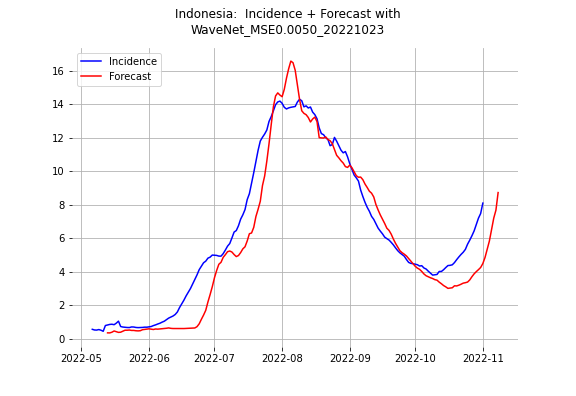 Indonesia:  Incidence + Forecast with
WaveNet_MSE0.0050_20221023
Incidence
Forecast
16
14
12
10
8
6
4
2
0
2022-05 2022-06 2022-07 2022-08 2022-09 2022-10 2022-11